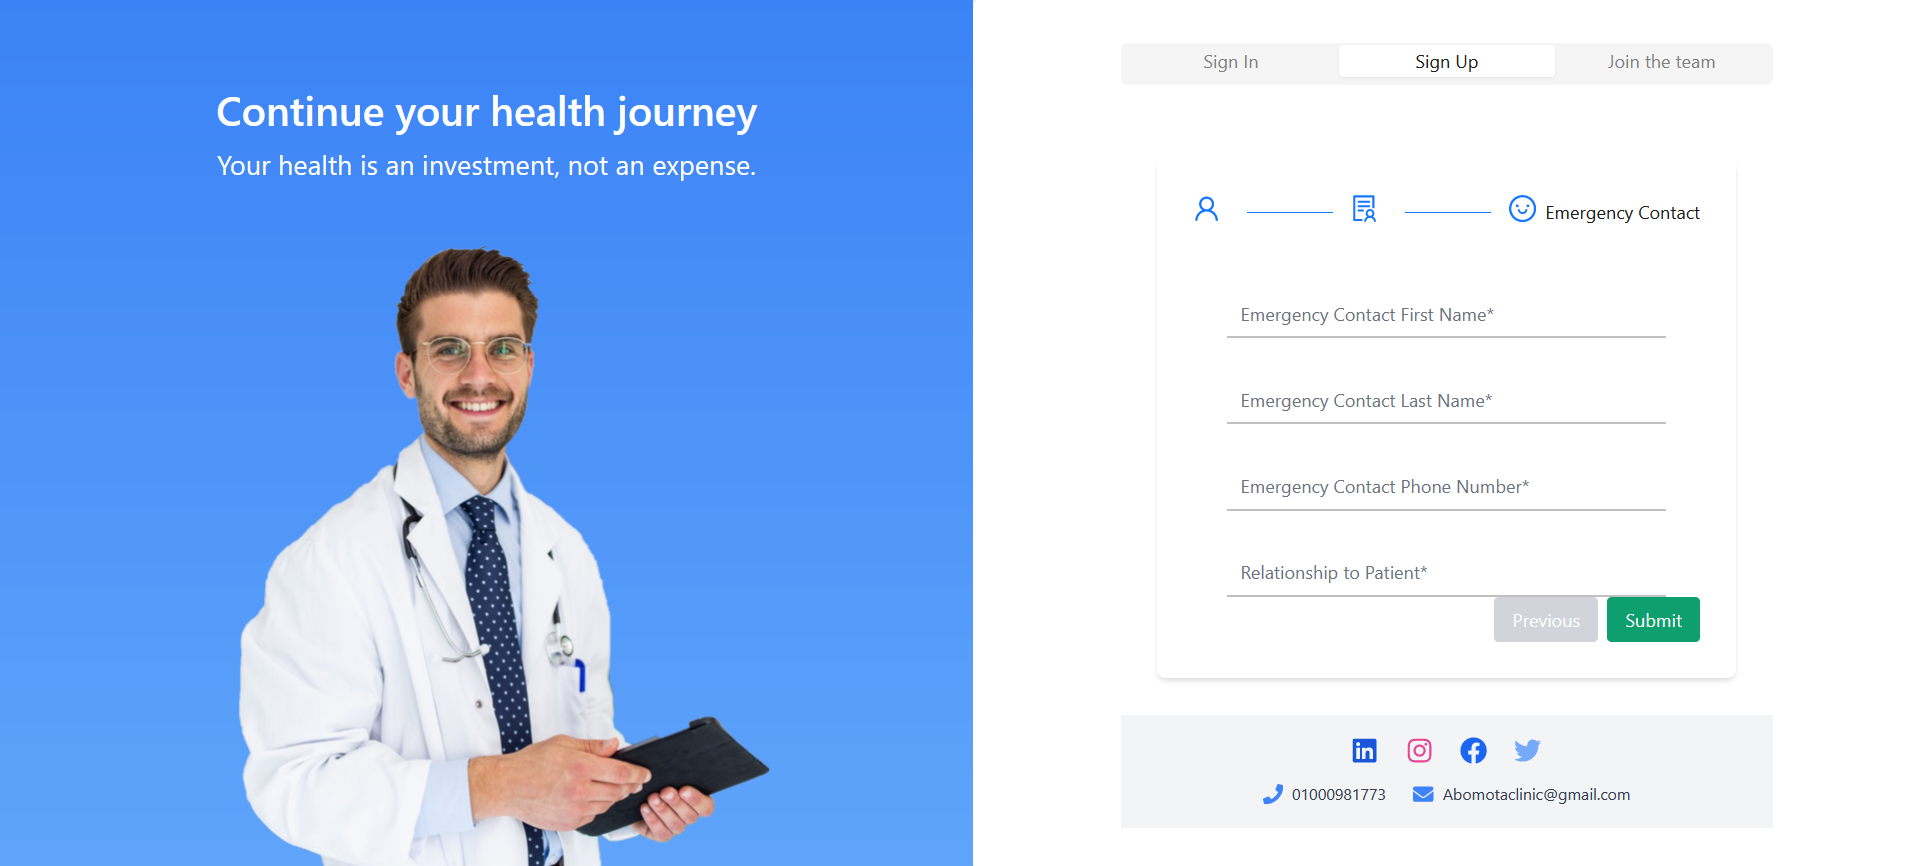 Continue your health journey
Your health is an investment, not an expense.
Sign In
Sign Up
Join the team
Emergency Contact
Emergency Contact First Name*
Emergency Contact Last Name*
Emergency Contact Phone Number*
Relationship to Patient*
Previous
Submit
01000981773
Abomotaclinic@gmail.com